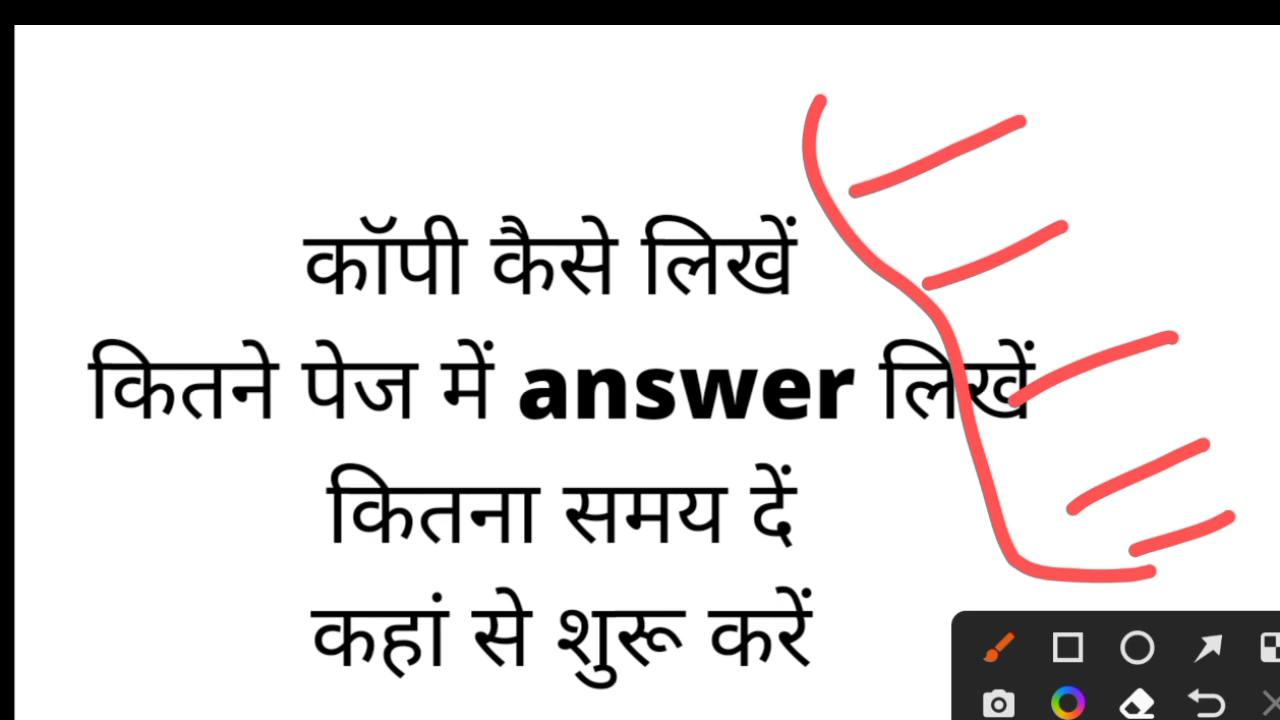 कॉपी कैसे लिखें
कितने पेज में answer लिखें
कितना समय दें
कहां से शुरू करें